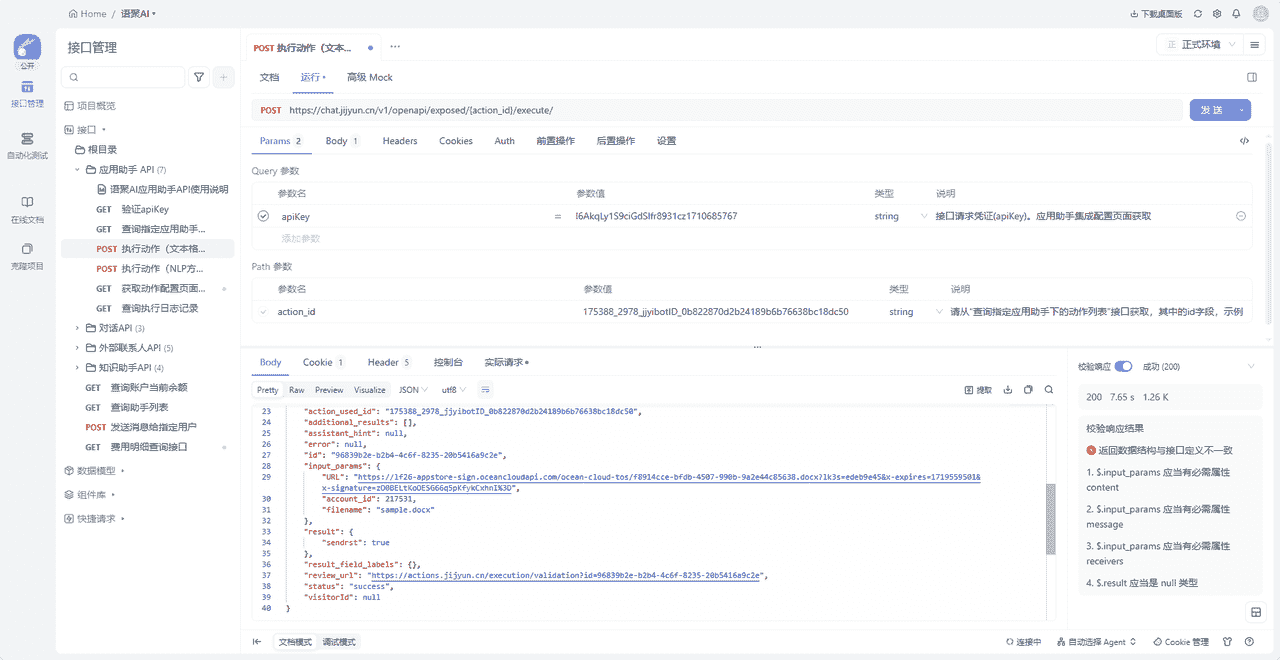 Home / 语聚AI
下载桌面版
公开
接口管理
自动化测试
在线文档
克隆项目
接口管理
项目概览
接口
根目录
应用助手 API (7)
语聚AI应用助手API使用说明
GET 验证apiKey
GET 查询指定应用助手...
POST 执行动作（文本格...
POST 执行动作（NLP方...
GET 获取动作配置页面...
GET 查询执行日志记录
对话API (3)
外部联系人API (5)
知识助手API (4)
GET 查询账户当前余额
GET 查询助手列表
POST 发送消息给指定用户
GET 费用明细查询接口
数据模型
组件库
快捷请求
POST 执行动作（文本... ...
正 正式环境
文档 运行 高级 Mock
POST https://chat.jijyun.cn/v1/openapi/exposed/{action_id}/execute/
发 送
Params 2 Body 1 Headers Cookies Auth 前置操作 后置操作 设置
Query 参数
参数名 参数值 类型 说明
apiKey = I6AkqLy1S9ciGdSIfr8931cz1710685767 string 接口请求凭证(apiKey)。应用助手集成配置页面获取
添加参数
Path 参数
参数名 参数值 类型 说明
action_id 175388_2978_jjyibotID_0b822870d2b24189b6b76638bc18dc50 string 请从“查询指定应用助手下的动作列表”接口获取，其中的id字段，示例
Body Cookie 1 Header 5 控制台 实际请求
Pretty Raw Preview Visualize JSON utf8 提取
23 "action_used_id": "175388_2978_jjyibotID_0b822870d2b24189b6b76638bc18dc50",
24 "additional_results": [],
25 "assistant_hint": null,
26 "error": null,
27 "id": "96839b2e-b2b4-4c6f-8235-20b5416a9c2e",
28 "input_params": {
29 "URL": "https://lf26-appstore-sign.oceancloudapi.com/ocean-cloud-tos/f8914cce-bfdb-4507-990b-9a2e44c85638.docx?lk3s=edeb9e45&x-expires=1719559501&
x-signature=zO0BELtKoOE5G66q5pKfykCxhnI%3D",
30 "account_id": 217531,
31 "filename": "sample.docx"
32 },
33 "result": {
34 "sendrst": true
35 },
36 "result_field_labels": {},
37 "review_url": "https://actions.jijyun.cn/execution/validation?id=96839b2e-b2b4-4c6f-8235-20b5416a9c2e",
38 "status": "success",
39 "visitorId": null
40 }
校验响应 成功 (200)
200 7.65 s 1.26 K
校验响应结果
返回数据结构与接口定义不一致
1. $.input_params 应当有必需属性
content
2. $.input_params 应当有必需属性
message
3. $.input_params 应当有必需属性
receivers
4. $.result 应当是 null 类型
文档模式 调试模式
连接中 自动选择 Agent Cookie 管理